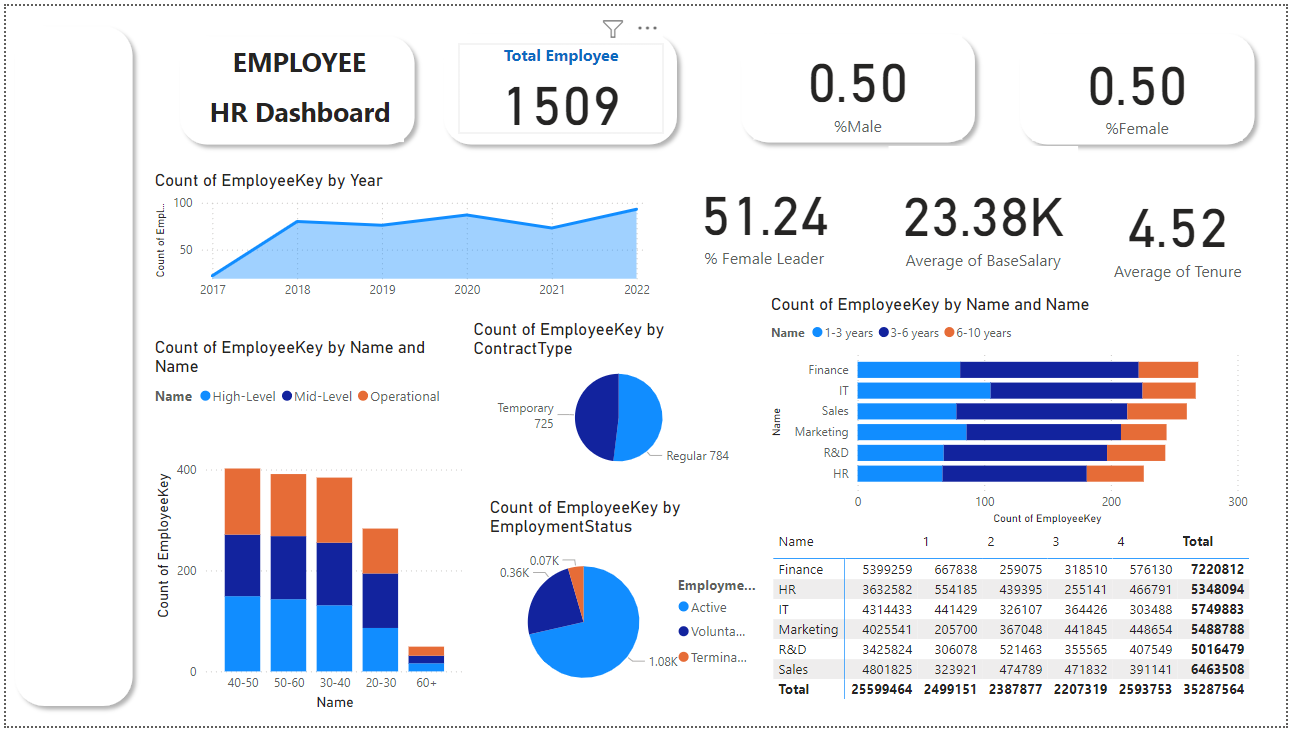 EMPLOYEE
HR Dashboard
Total Employee
1509
0.50
%Male
0.50
%Female
Count of EmployeeKey by Year
Count of Empl...
100
50
2017 2018 2019 2020 2021 2022
51.24
% Female Leader
23.38K
Average of BaseSalary
4.52
Average of Tenure
Count of EmployeeKey by Name and
Name
Name High-Level Mid-Level Operational
Count of EmployeeKey
400
200
0
40-50 50-60 30-40 20-30 60+
Name
Count of EmployeeKey by
ContractType
Temporary
725
Regular 784
Count of EmployeeKey by
EmploymentStatus
0.07K
0.36K
1.08K
Employme...
Active
Volunta...
Termina...
Count of EmployeeKey by Name and Name
Name 1-3 years 3-6 years 6-10 years
Name
Finance
IT
Sales
Marketing
R&D
HR
0 100 200 300
Count of EmployeeKey
Name 1 2 3 4 Total
Finance 5399259 667838 259075 318510 576130 7220812
HR 3632582 554185 439395 255141 466791 5348094
IT 4314433 441429 326107 364426 303488 5749883
Marketing 4025541 205700 367048 441845 448654 5488788
R&D 3425824 306078 521463 355565 407549 5016479
Sales 4801825 323921 474789 471832 391141 6463508
Total 25599464 2499151 2387877 2207319 2593753 35287564